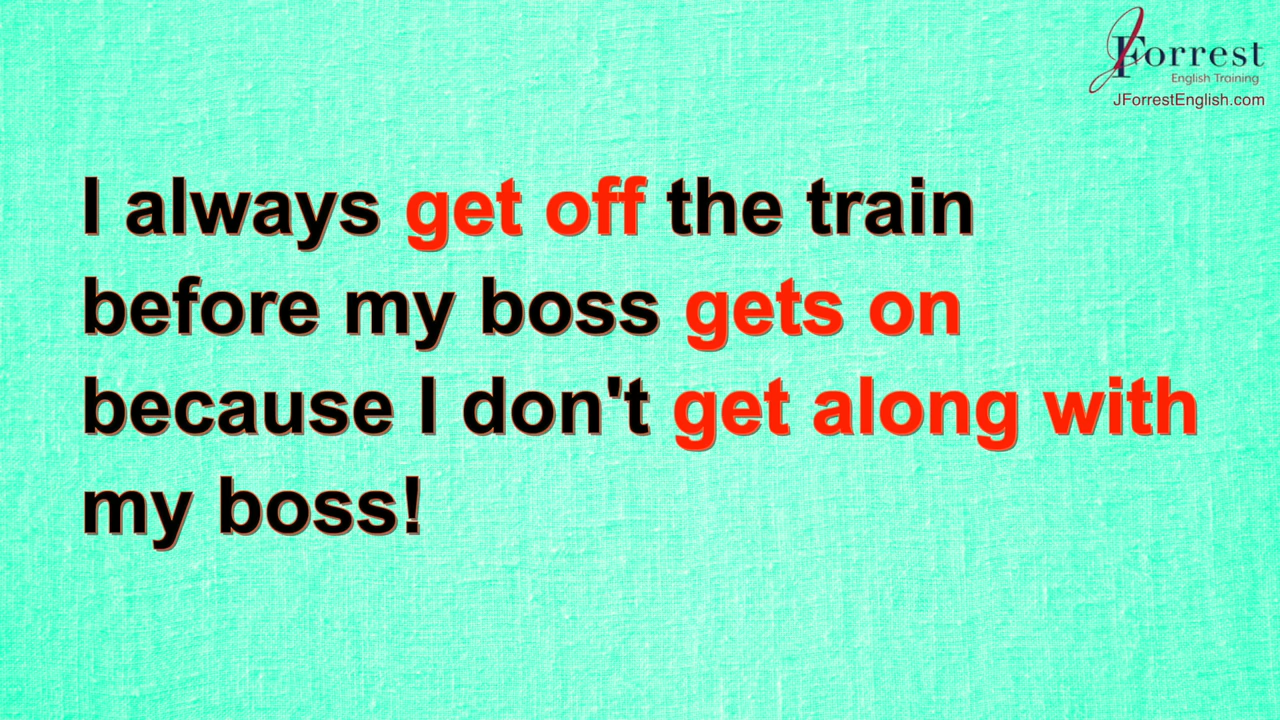 JForrest
English Training
JForrestEnglish.com
I always get off the train
before my boss gets on
because I don't get along with
my boss!